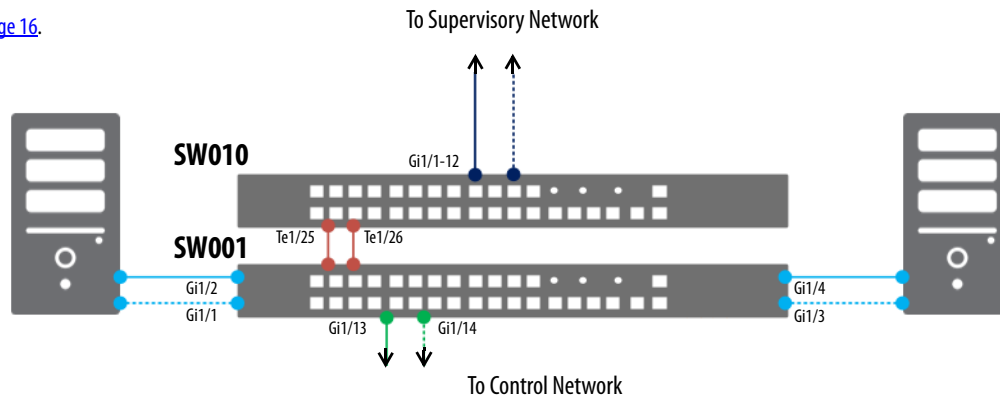 ge 16.
To Supervisory Network
SW010
Gi1/1-12
Te1/25
Te1/26
SW001
Gi1/2
Gi1/4
Gi1/1
Gi1/3
Gi1/13
Gi1/14
To Control Network